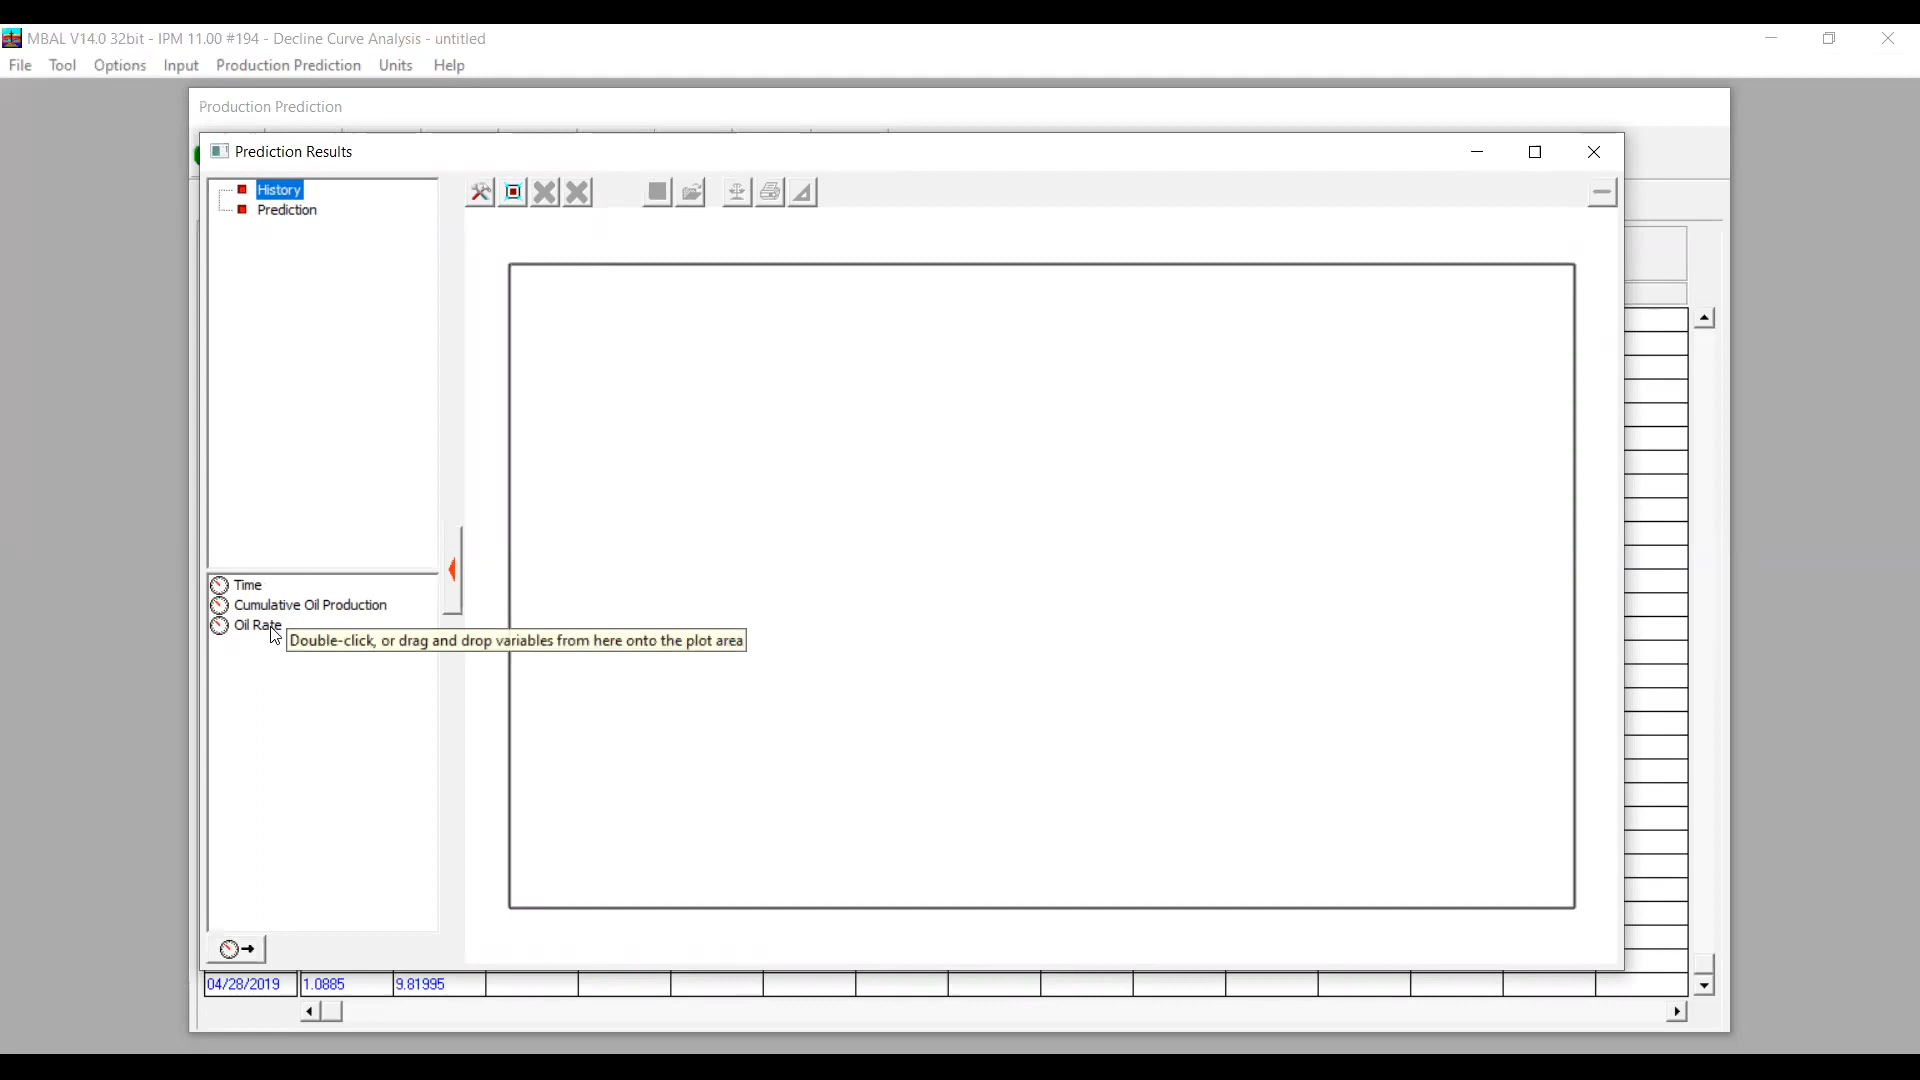 MBAL V14.0 32bit - IPM 11.00 #194 - Decline Curve Analysis - untitled
File Tool Options Input Production Prediction Units Help
Production Prediction
Prediction Results
History
Prediction
Time
Cumulative Oil Production
Oil Rate
Double-click, or drag and drop variables from here onto the plot area
04/28/2019 1.0885 9.81995